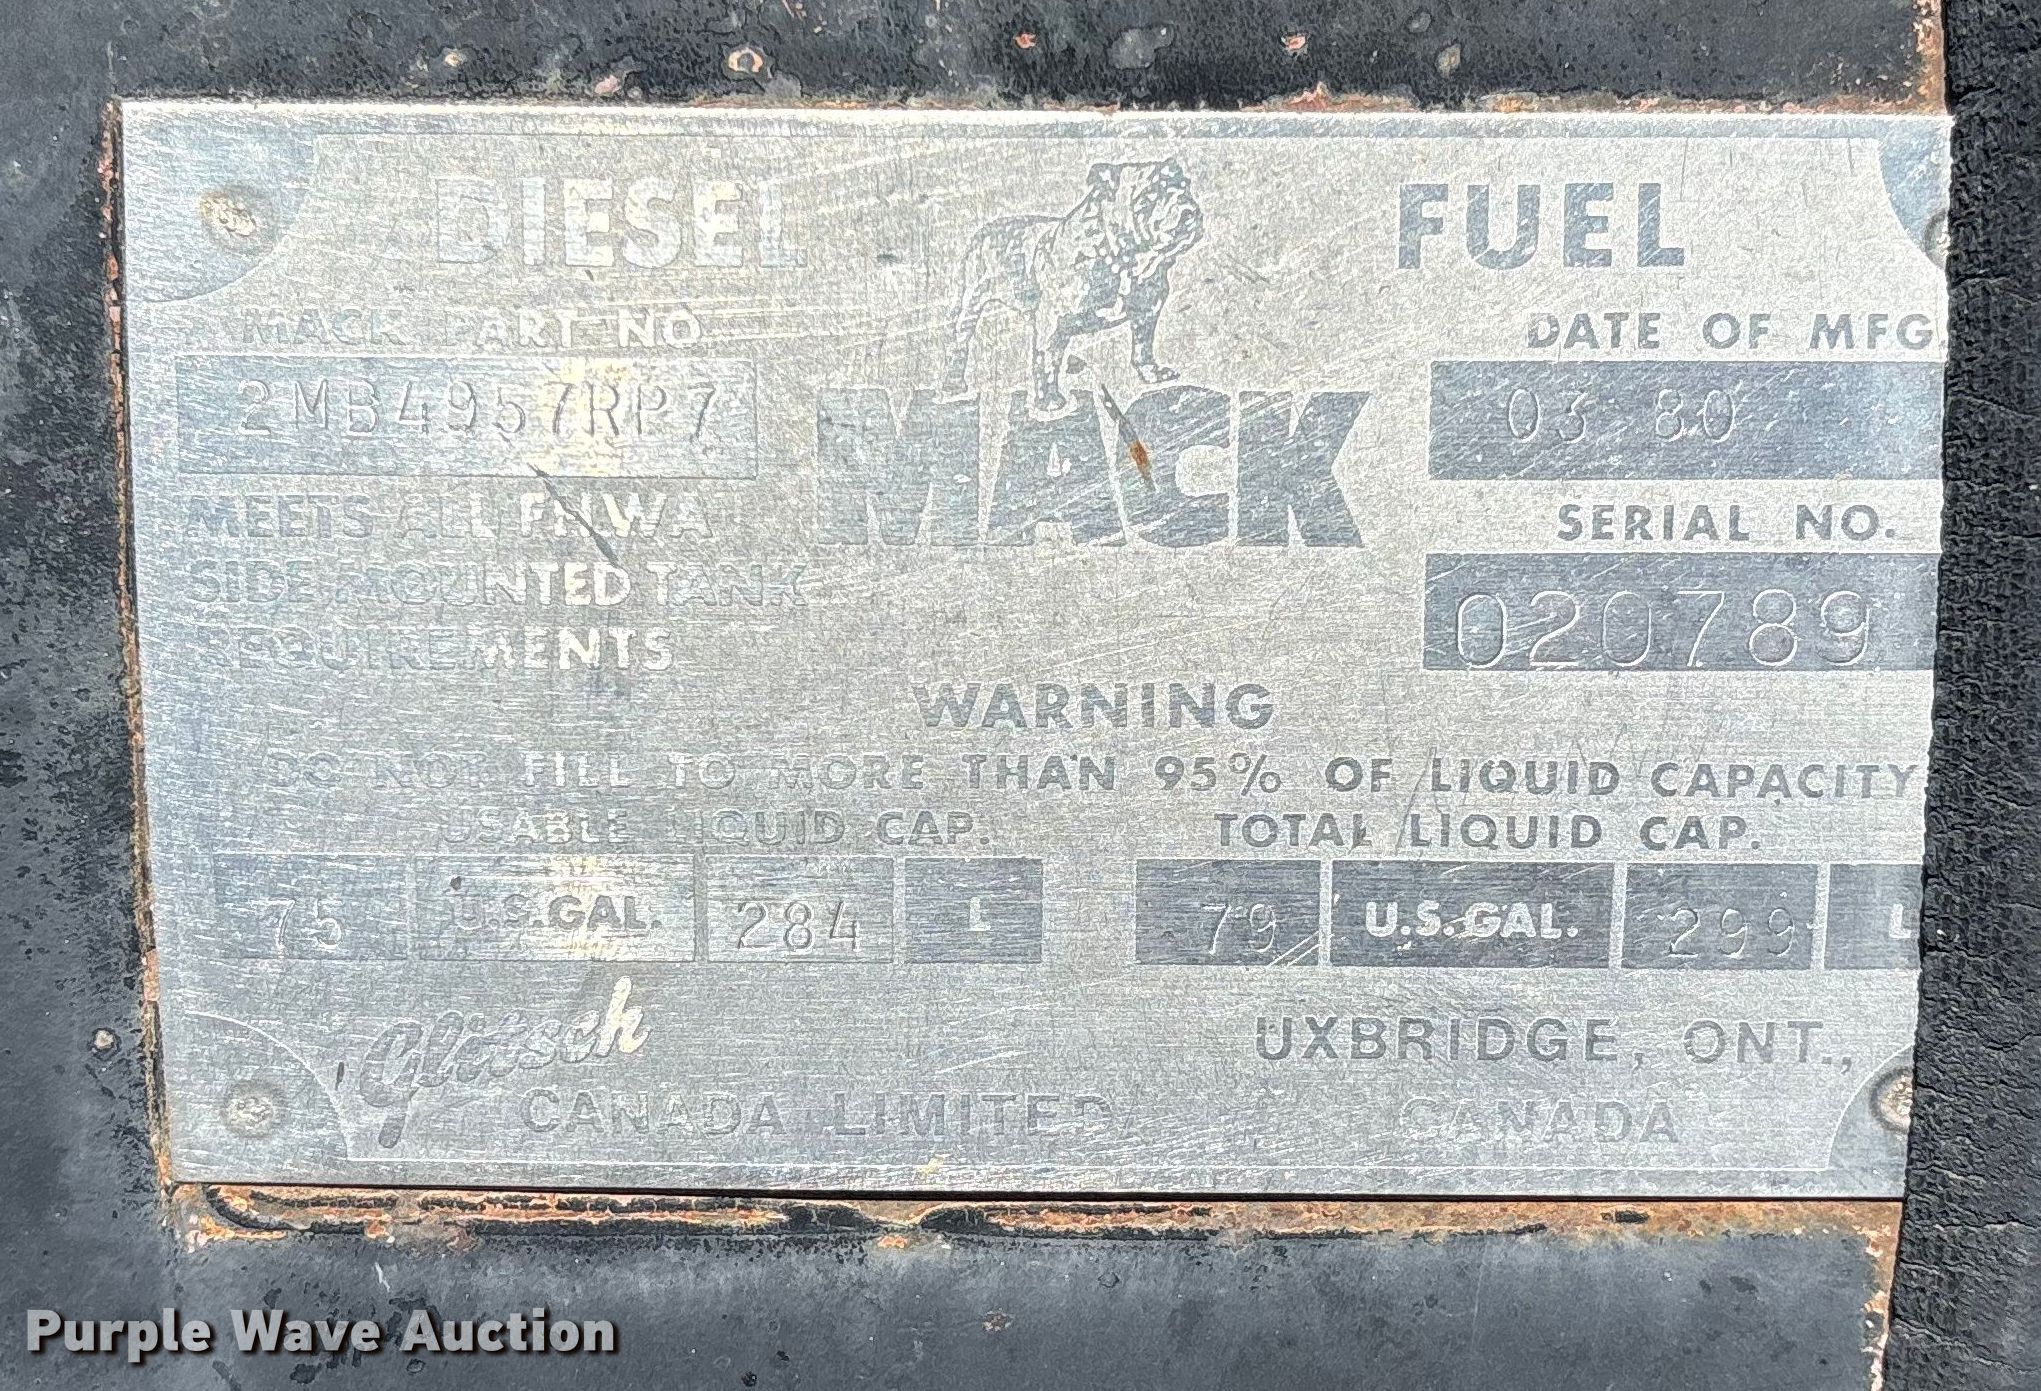 DIESEL FUEL
MACK PART NO
2MB4957RP7
MACK
DATE OF MFG.
03 80
MEETS ALL FHWA
SIDE MOUNTED TANK
REQUIREMENTS
SERIAL NO.
020789
WARNING
DO NOT FILL TO MORE THAN 95% OF LIQUID CAPACITY
USABLE LIQUID CAP. TOTAL LIQUID CAP.
75 U.S.GAL. 284 L 79 U.S.GAL. 299 L
Glitsch
CANADA LIMITED
UXBRIDGE, ONT.,
CANADA
Purple Wave Auction